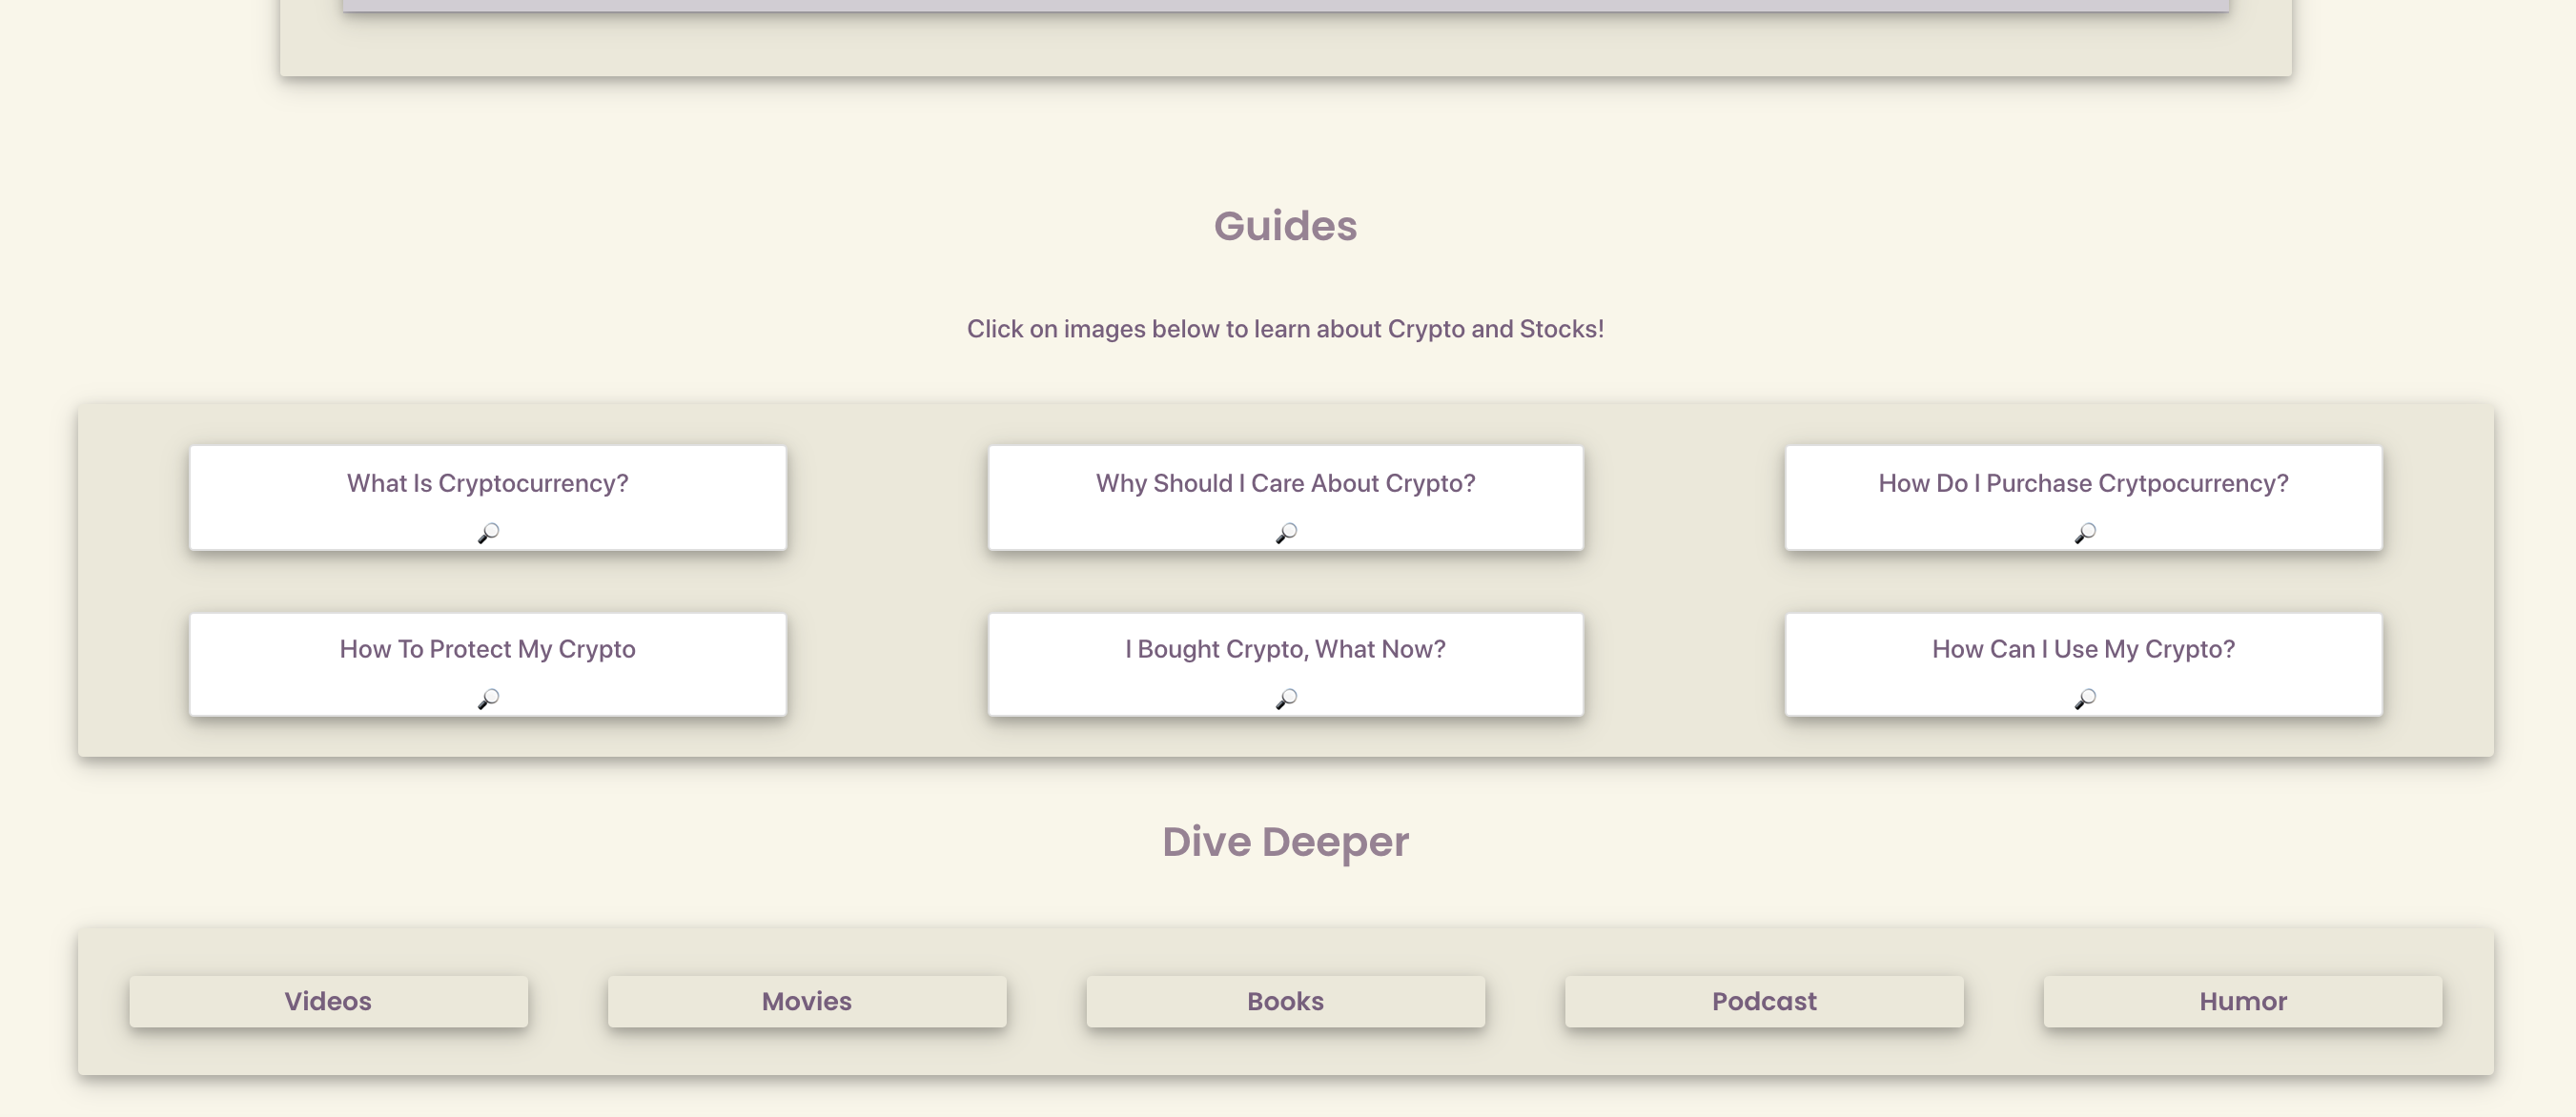 Guides
Click on images below to learn about Crypto and Stocks!
What Is Cryptocurrency?
Why Should I Care About Crypto?
How Do I Purchase Crytpocurrency?
How To Protect My Crypto
I Bought Crypto, What Now?
How Can I Use My Crypto?
Dive Deeper
Videos
Movies
Books
Podcast
Humor